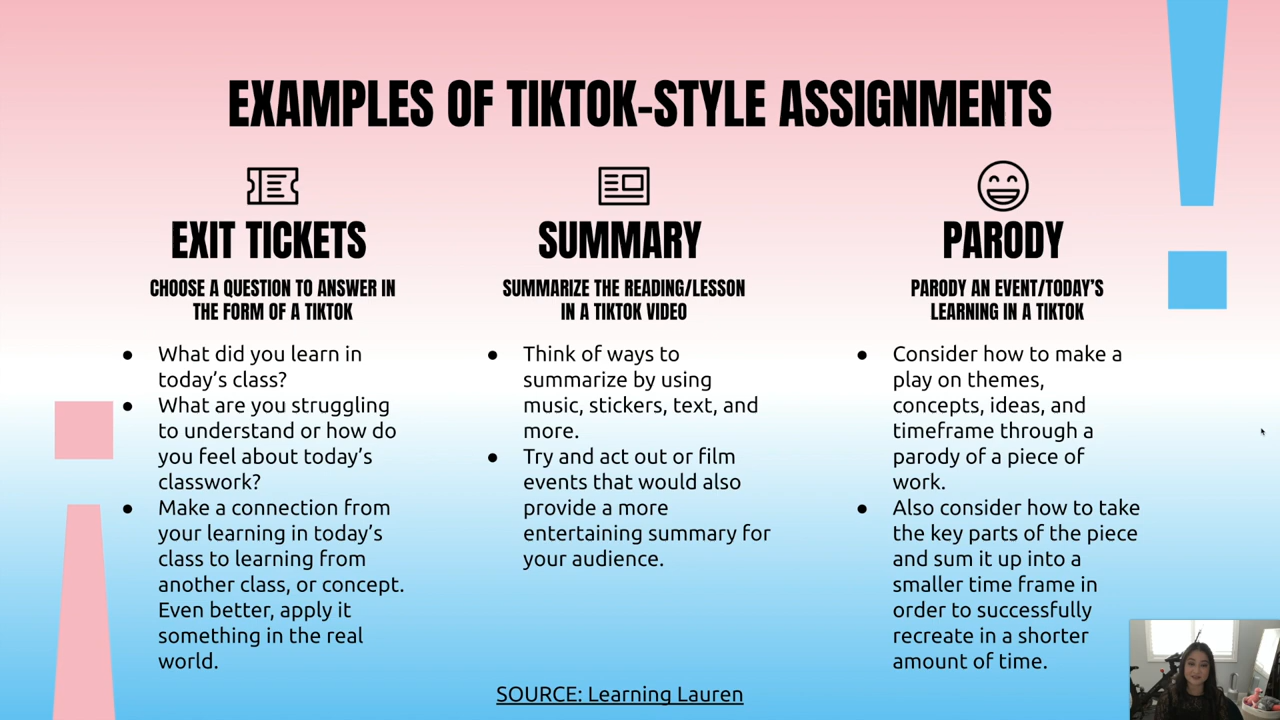 EXAMPLES OF TIKTOK-STYLE ASSIGNMENTS
EXIT TICKETS
CHOOSE A QUESTION TO ANSWER IN
THE FORM OF A TIKTOK
● What did you learn in
today's class?
● What are you struggling
to understand or how do
you feel about today's
classwork?
● Make a connection from
your learning in today's
class to learning from
another class, or concept.
Even better, apply it
something in the real
world.
SUMMARY
SUMMARIZE THE READING/LESSON
IN A TIKTOK VIDEO
● Think of ways to
summarize by using
music, stickers, text, and
more.
● Try and act out or film
events that would also
provide a more
entertaining summary for
your audience.
PARODY
PARODY AN EVENT/TODAY'S
LEARNING IN A TIKTOK
● Consider how to make a
play on themes,
concepts, ideas, and
timeframe through a
parody of a piece of
work.
● Also consider how to take
the key parts of the piece
and sum it up into a
smaller time frame in
order to successfully
recreate in a shorter
amount of time.
SOURCE: Learning Lauren